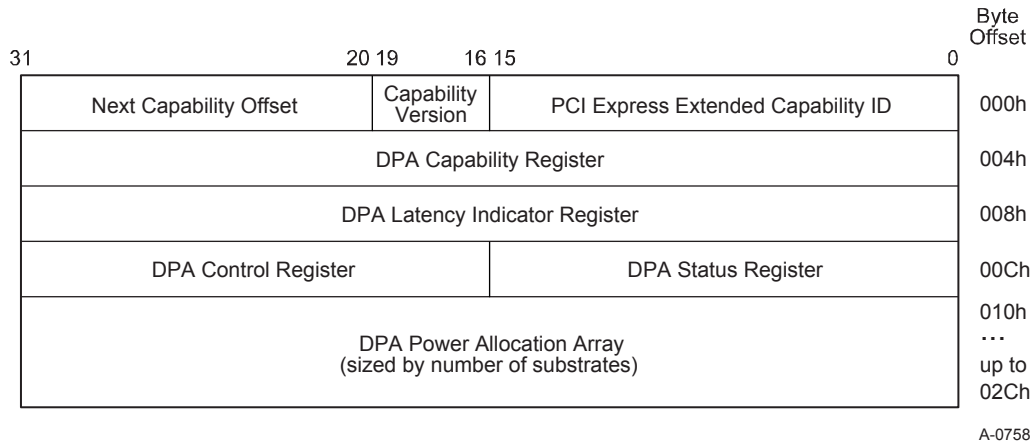 Byte
Offset
31 20 19 16 15 0
Next Capability Offset
Capability
Version
PCI Express Extended Capability ID
000h
DPA Capability Register
004h
DPA Latency Indicator Register
008h
DPA Control Register
DPA Status Register
00Ch
DPA Power Allocation Array
(sized by number of substrates)
010h
...
up to
02Ch
A-0758